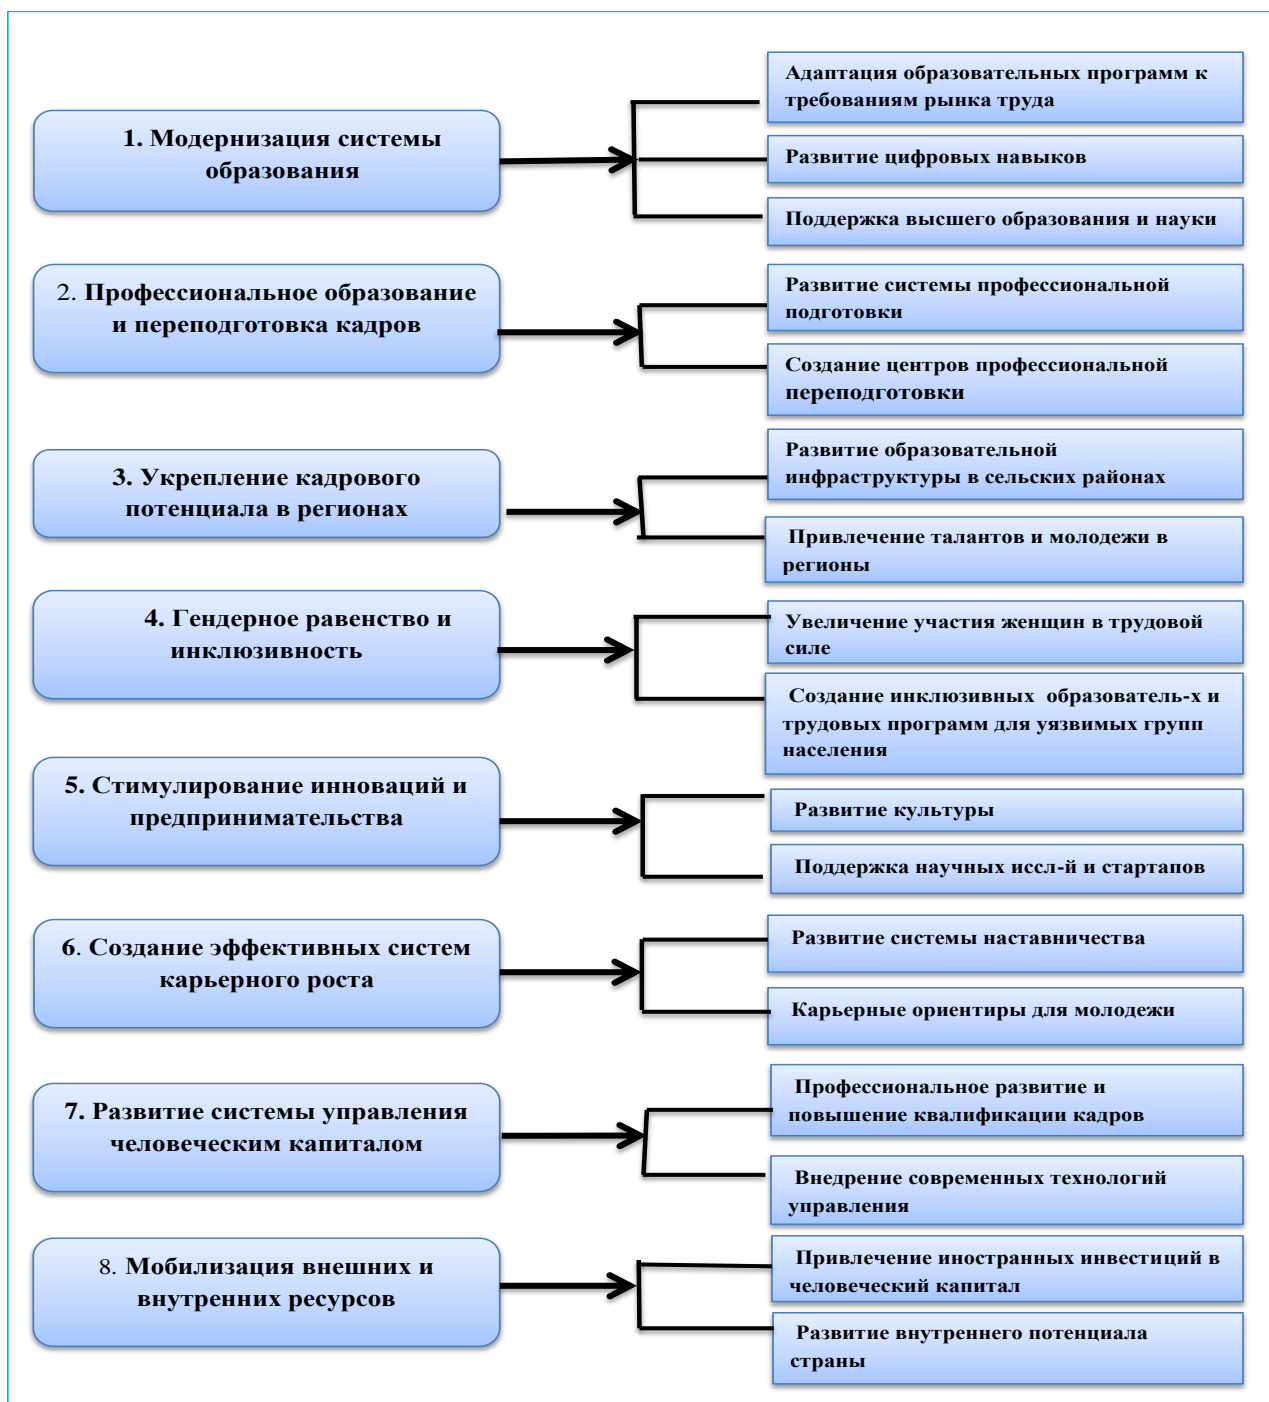 1. Модернизация системы
образования
Адаптация образовательных программ к
требованиям рынка труда
Развитие цифровых навыков
Поддержка высшего образования и науки
2. Профессиональное образование
и переподготовка кадров
Развитие системы профессиональной
подготовки
Создание центров профессиональной
переподготовки
3. Укрепление кадрового
потенциала в регионах
Развитие образовательной
инфраструктуры в сельских районах
Привлечение талантов и молодежи в
регионы
4. Гендерное равенство и
инклюзивность
Увеличение участия женщин в трудовой
силе
Создание инклюзивных образователь-х и
трудовых программ для уязвимых групп
населения
5. Стимулирование инноваций и
предпринимательства
Развитие культуры
Поддержка научных иссл-й и стартапов
6. Создание эффективных систем
карьерного роста
Развитие системы наставничества
Карьерные ориентиры для молодежи
7. Развитие системы управления
человеческим капиталом
Профессиональное развитие и
повышение квалификации кадров
Внедрение современных технологий
управления
8. Мобилизация внешних и
внутренних ресурсов
Привлечение иностранных инвестиций в
человеческий капитал
Развитие внутреннего потенциала
страны